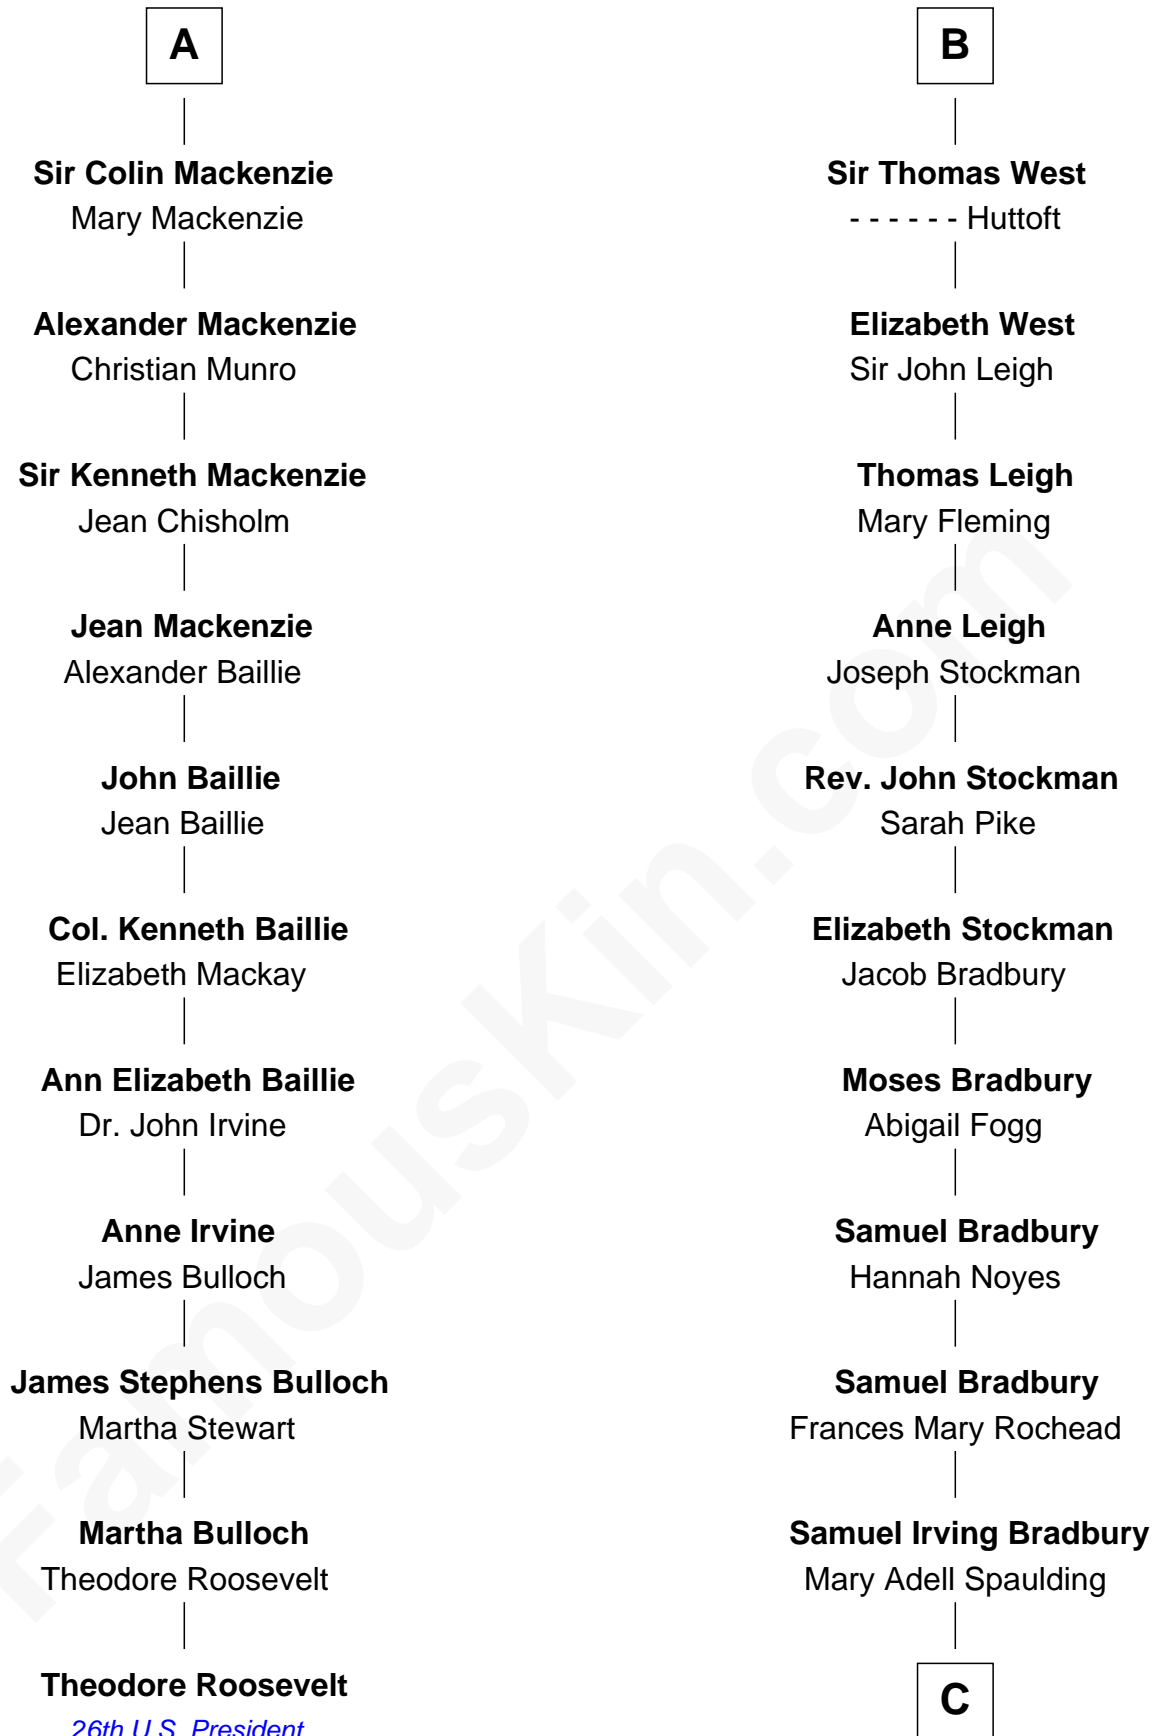 A
Sir Colin Mackenzie
Mary Mackenzie
Alexander Mackenzie
Christian Munro
Sir Kenneth Mackenzie
Jean Chisholm
Jean Mackenzie
Alexander Baillie
John Baillie
Jean Baillie
Col. Kenneth Baillie
Elizabeth Mackay
Ann Elizabeth Baillie
Dr. John Irvine
Anne Irvine
James Bulloch
James Stephens Bulloch
Martha Stewart
Martha Bulloch
Theodore Roosevelt
Theodore Roosevelt
26th U.S. President
B
Sir Thomas West
- - - - - - Huttoft
Elizabeth West
Sir John Leigh
Thomas Leigh
Mary Fleming
Anne Leigh
Joseph Stockman
Rev. John Stockman
Sarah Pike
Elizabeth Stockman
Jacob Bradbury
Moses Bradbury
Abigail Fogg
Samuel Bradbury
Hannah Noyes
Samuel Bradbury
Frances Mary Rochead
Samuel Irving Bradbury
Mary Adell Spaulding
C
FamousKin.com